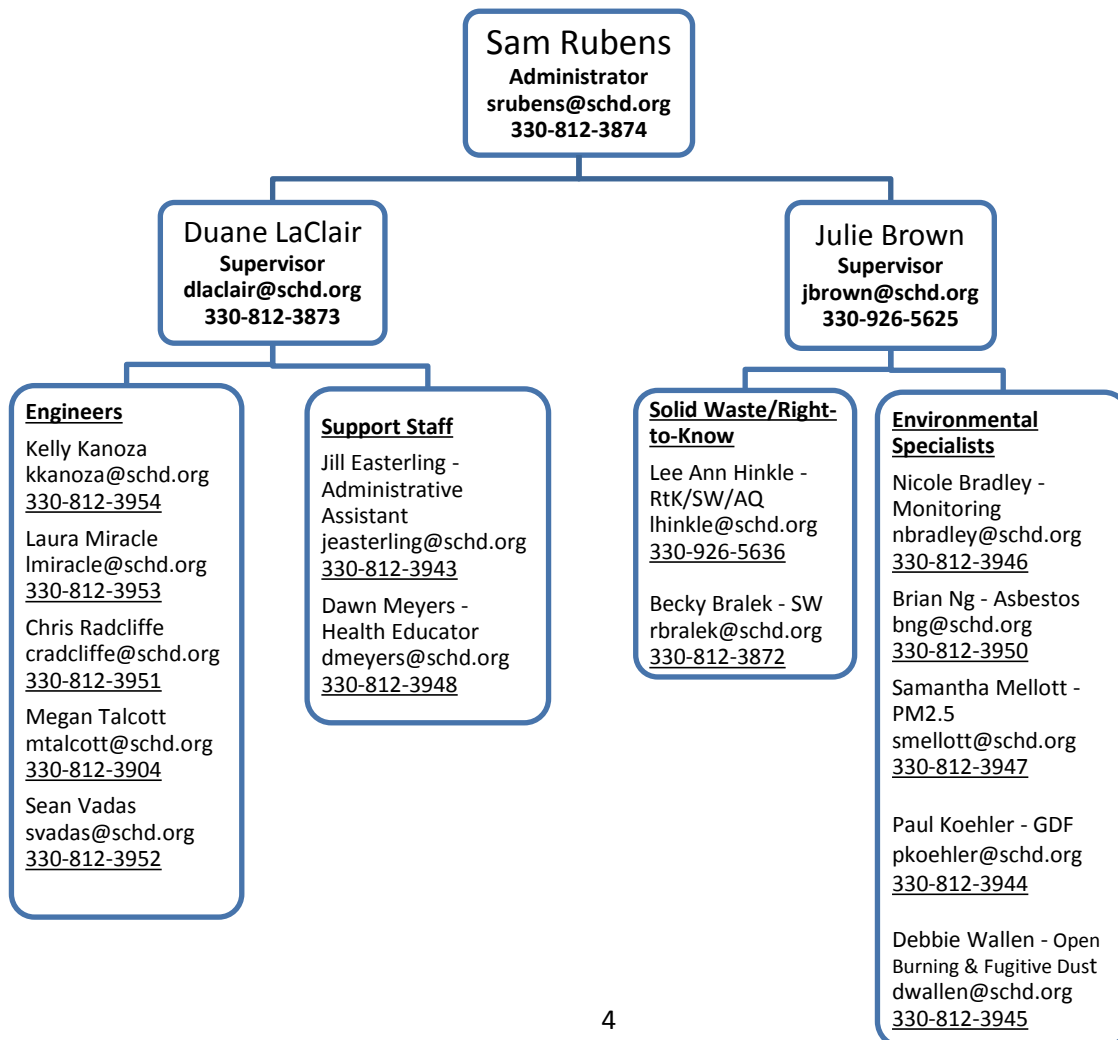 Sam Rubens
Administrator
srubens@schd.org
330-812-3874
Duane LaClair
Supervisor
dlaclair@schd.org
330-812-3873
Julie Brown
Supervisor
jbrown@schd.org
330-926-5625
Engineers
Kelly Kanoza
kkanoza@schd.org
330-812-3954
Laura Miracle
lmiracle@schd.org
330-812-3953
Chris Radcliffe
cradcliffe@schd.org
330-812-3951
Megan Talcott
mtalcott@schd.org
330-812-3904
Sean Vadas
svadas@schd.org
330-812-3952
Support Staff
Jill Easterling -
Administrative
Assistant
jeasterling@schd.org
330-812-3943
Dawn Meyers -
Health Educator
dmeyers@schd.org
330-812-3948
Solid Waste/Right-
to-Know
Lee Ann Hinkle -
RtK/SW/AQ
lhinkle@schd.org
330-926-5636
Becky Bralek - SW
rbralek@schd.org
330-812-3872
Environmental
Specialists
Nicole Bradley -
Monitoring
nbradley@schd.org
330-812-3946
Brian Ng - Asbestos
bng@schd.org
330-812-3950
Samantha Mellott -
PM2.5
smellott@schd.org
330-812-3947
Paul Koehler - GDF
pkoehler@schd.org
330-812-3944
Debbie Wallen - Open
Burning & Fugitive Dust
dwallen@schd.org
330-812-3945
4